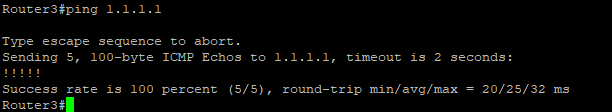 Router3#ping 1.1.1.1
Type escape sequence to abort.
Sending 5, 100-byte ICMP Echos to 1.1.1.1, timeout is 2 seconds:
!!!!!
Success rate is 100 percent (5/5), round-trip min/avg/max = 20/25/32 ms
Router3#